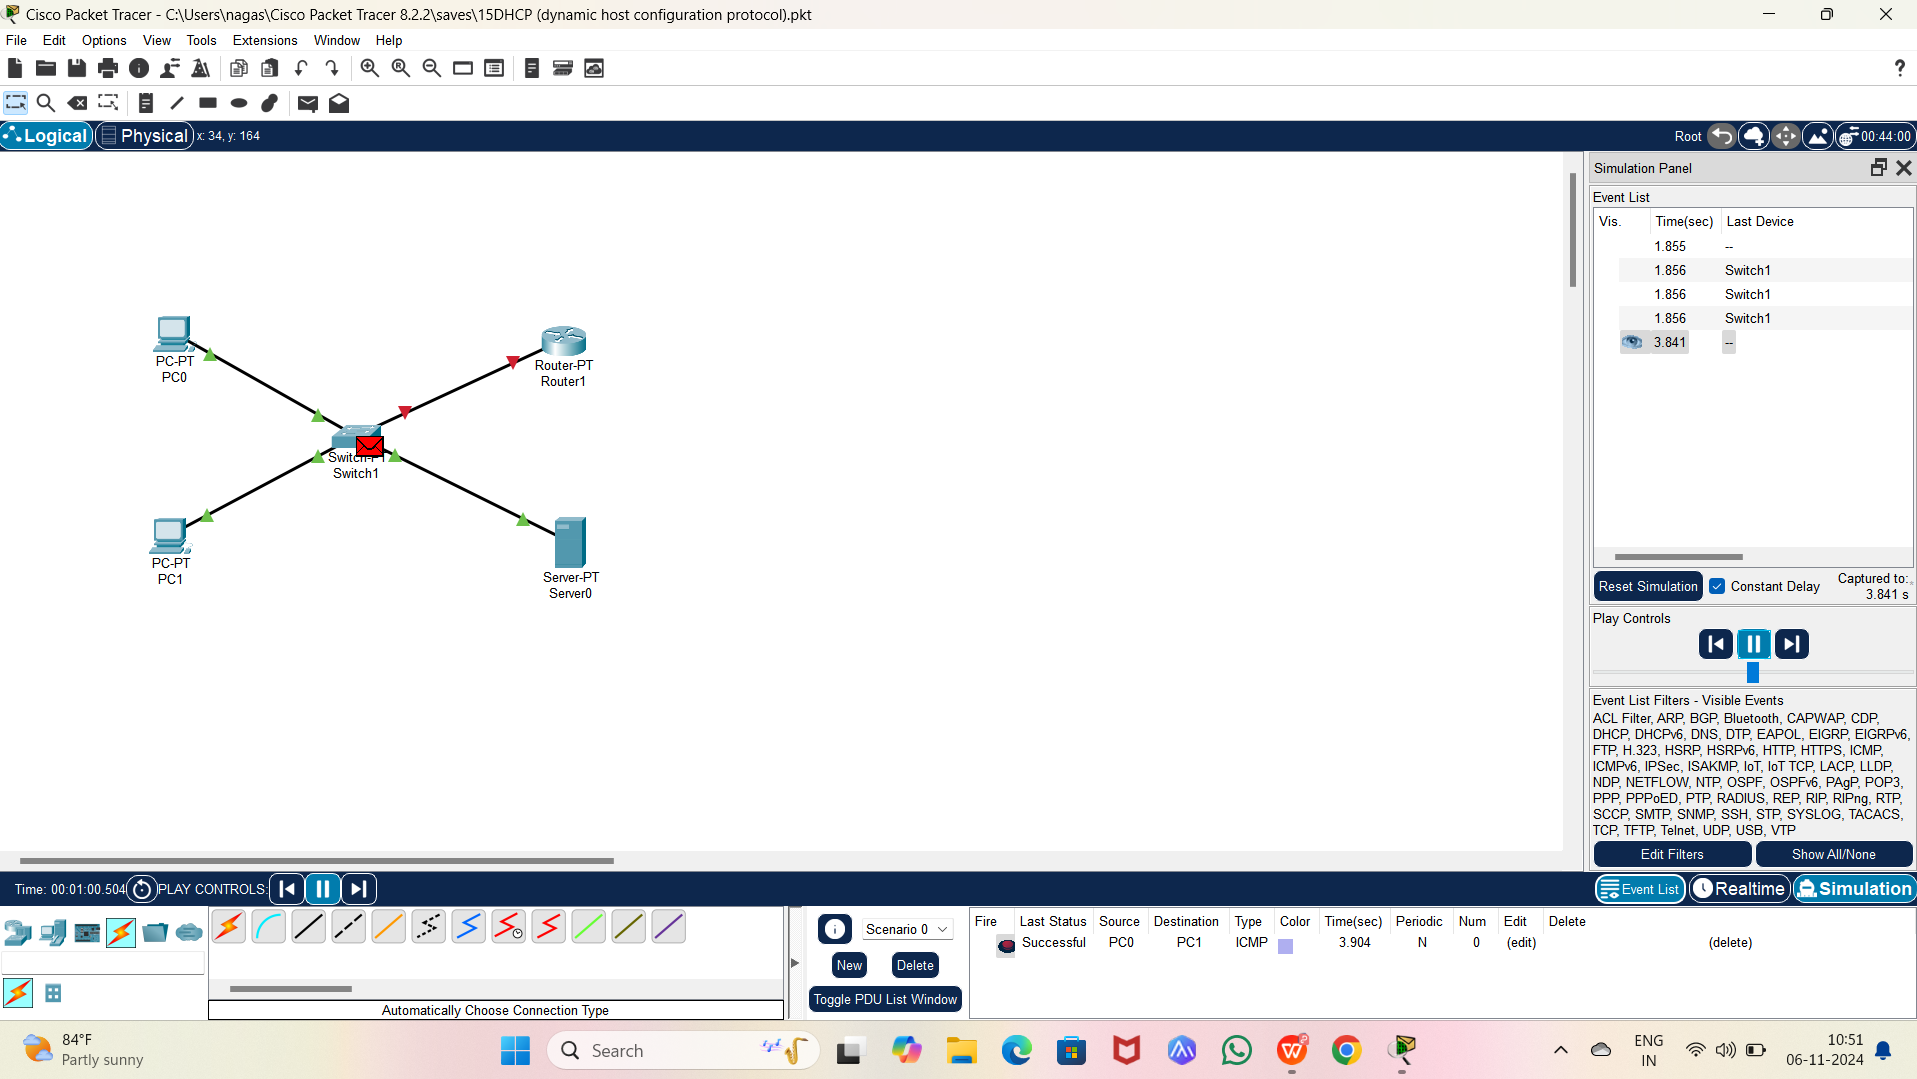 Cisco Packet Tracer - C:\Users\nagas\Cisco Packet Tracer 8.2.2\saves\15DHCP (dynamic host configuration protocol).pkt
File Edit Options View Tools Extensions Window Help
Logical Physical x: 34, y: 164 Root 00:44:00
Simulation Panel
Event List
Vis. Time(sec) Last Device
1.855 --
1.856 Switch1
1.856 Switch1
1.856 Switch1
3.841 --
PC-PT
PC0
Router-PT
Router1
Switch-PT
Switch1
PC-PT
PC1
Server-PT
Server0
Reset Simulation Constant Delay Captured to:
3.841 s
Play Controls
Event List Filters - Visible Events
ACL Filter, ARP, BGP, Bluetooth, CAPWAP, CDP,
DHCP, DHCPv6, DNS, DTP, EAPOL, EIGRP, EIGRPv6,
FTP, H.323, HSRP, HSRPv6, HTTP, HTTPS, ICMP,
ICMPv6, IPSec, ISAKMP, IoT, IoT TCP, LACP, LLDP,
NDP, NETFLOW, NTP, OSPF, OSPFv6, PAgP, POP3,
PPP, PPPoED, PTP, RADIUS, REP, RIP, RIPng, RTP,
SCCP, SMTP, SNMP, SSH, STP, SYSLOG, TACACS,
TCP, TFTP, Telnet, UDP, USB, VTP
Edit Filters Show All/None
Time: 00:01:00.504 PLAY CONTROLS: Event List Realtime Simulation
Scenario 0
New Delete
Toggle PDU List Window
Fire Last Status Source Destination Type Color Time(sec) Periodic Num Edit Delete
Successful PC0 PC1 ICMP 3.904 N 0 (edit) (delete)
Automatically Choose Connection Type
84°F
Partly sunny
Search
ENG
IN
10:51
06-11-2024